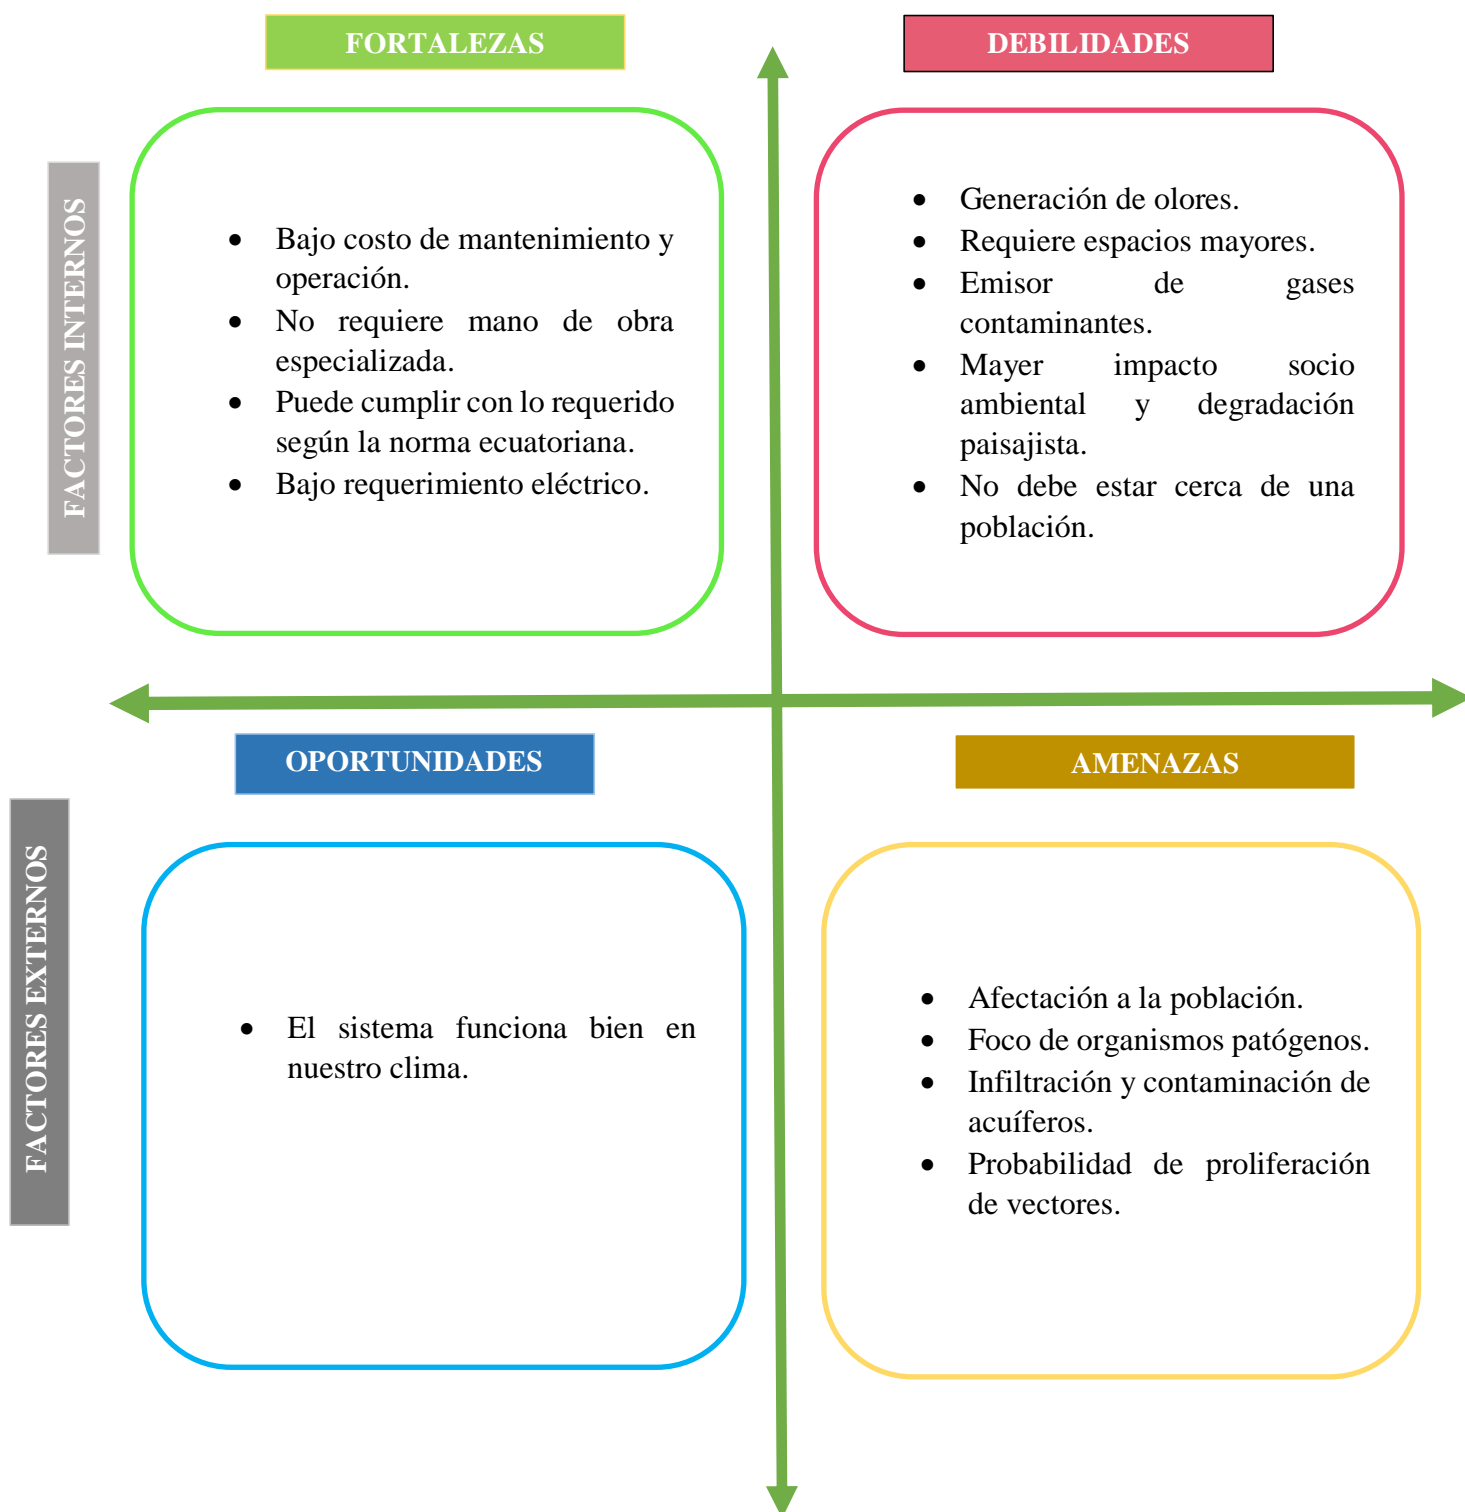 FORTALEZAS
DEBILIDADES
FACTORES INTERNOS
• Bajo costo de mantenimiento y
operación.
• No requiere mano de obra
especializada.
• Puede cumplir con lo requerido
según la norma ecuatoriana.
• Bajo requerimiento eléctrico.
• Generación de olores.
• Requiere espacios mayores.
• Emisor de gases
contaminantes.
• Mayer impacto socio
ambiental y degradación
paisajista.
• No debe estar cerca de una
población.
OPORTUNIDADES
AMENAZAS
FACTORES EXTERNOS
• El sistema funciona bien en
nuestro clima.
• Afectación a la población.
• Foco de organismos patógenos.
• Infiltración y contaminación de
acuíferos.
• Probabilidad de proliferación
de vectores.